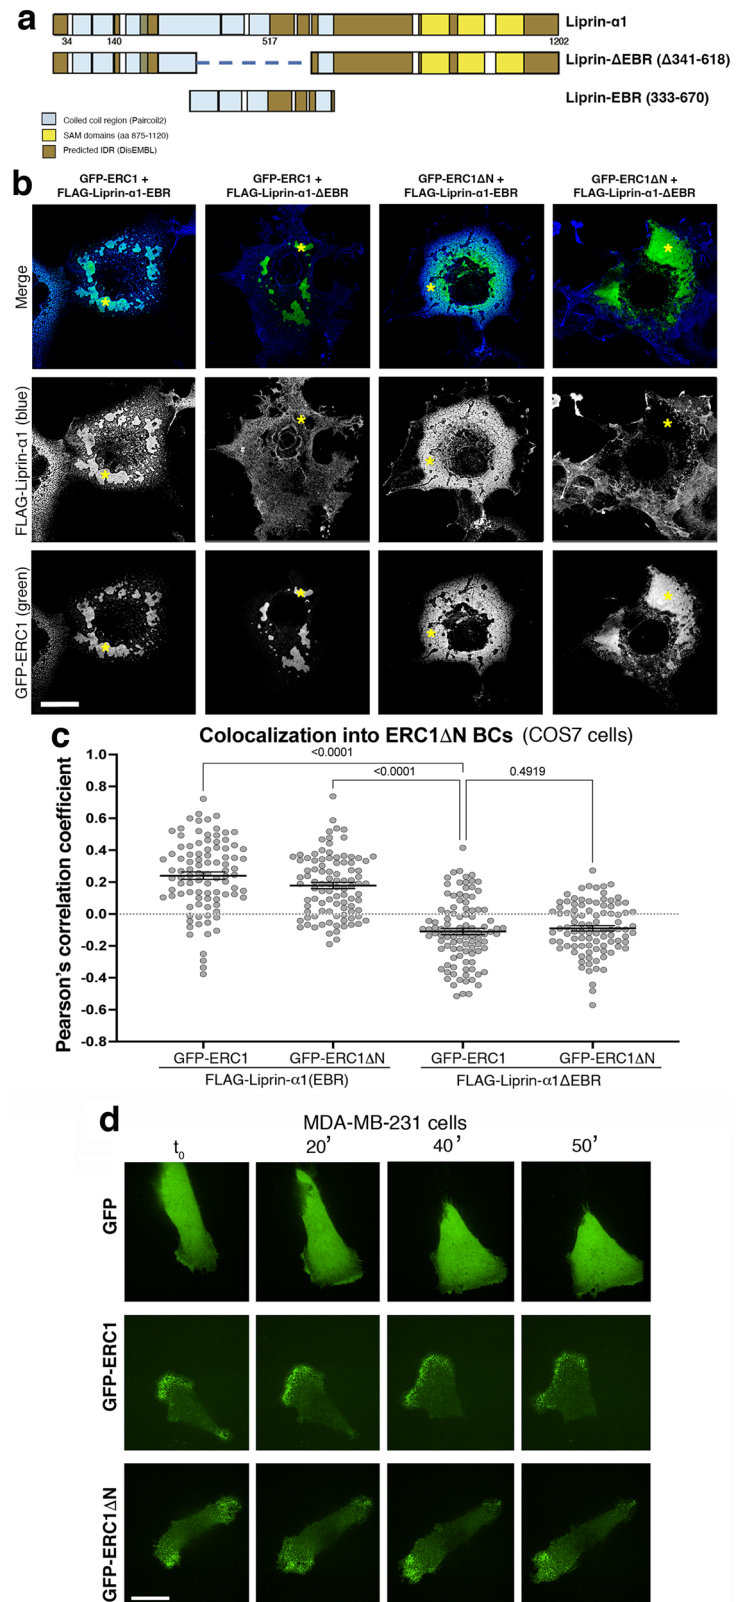 a
Liprin-α1
34 140 517 1202
Liprin-ΔEBR (Δ341-618)
Liprin-EBR (333-670)
Coiled coil region (Paircoil2)
SAM domains (aa 875-1120)
Predicted IDR (DisEMBL)
b
GFP-ERC1 +
FLAG-Liprin-α1-EBR
GFP-ERC1 +
FLAG-Liprin-α1-ΔEBR
GFP-ERC1ΔN +
FLAG-Liprin-α1-EBR
GFP-ERC1ΔN +
FLAG-Liprin-α1-ΔEBR
Merge
FLAG-Liprin-α1 (blue)
GFP-ERC1 (green)
c
Colocalization into ERC1ΔN BCs (COS7 cells)
Pearson's correlation coefficient
<0.0001
<0.0001 0.4919
1.0
0.8
0.6
0.4
0.2
0.0
-0.2
-0.4
-0.6
-0.8
GFP-ERC1 GFP-ERC1ΔN GFP-ERC1 GFP-ERC1ΔN
FLAG-Liprin-α1(EBR) FLAG-Liprin-α1ΔEBR
d
MDA-MB-231 cells
t0 20’ 40’ 50’
GFP
GFP-ERC1
GFP-ERC1ΔN